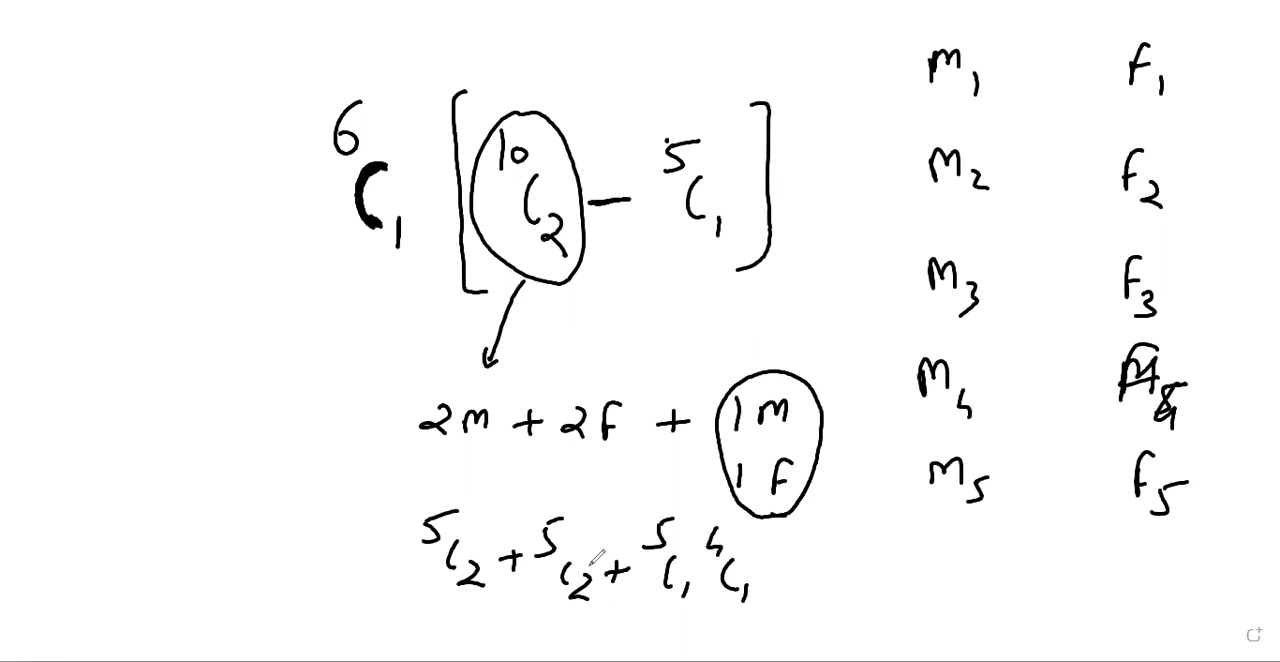 ⁶C₁ [ ¹⁰C₂ − ⁵C₁ ]
2m + 2F + 1m
1F
⁵C₂ + ⁵C₂ + ⁵C₁ ⁴C₁
m₁ F₁
m₂ F₂
m₃ F₃
m₄
m₅ F₅